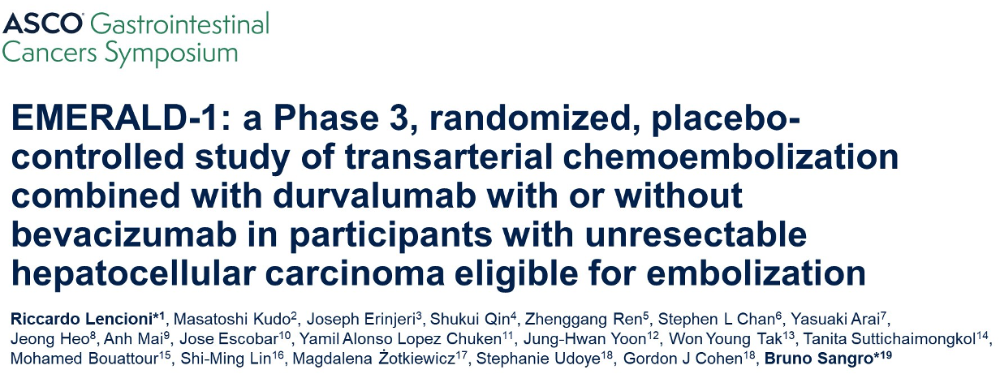 ASCO® Gastrointestinal
Cancers Symposium
EMERALD-1: a Phase 3, randomized, placebo-
controlled study of transarterial chemoembolization
combined with durvalumab with or without
bevacizumab in participants with unresectable
hepatocellular carcinoma eligible for embolization
Riccardo Lencioni*1, Masatoshi Kudo2, Joseph Erinjeri3, Shukui Qin4, Zhenggang Ren5, Stephen L Chan6, Yasuaki Arai7,
Jeong Heo8, Anh Mai9, Jose Escobar10, Yamil Alonso Lopez Chuken11, Jung-Hwan Yoon12, Won Young Tak13, Tanita Suttichaimongkol14,
Mohamed Bouattour15, Shi-Ming Lin16, Magdalena Żotkiewicz17, Stephanie Udoye18, Gordon J Cohen18, Bruno Sangro*19